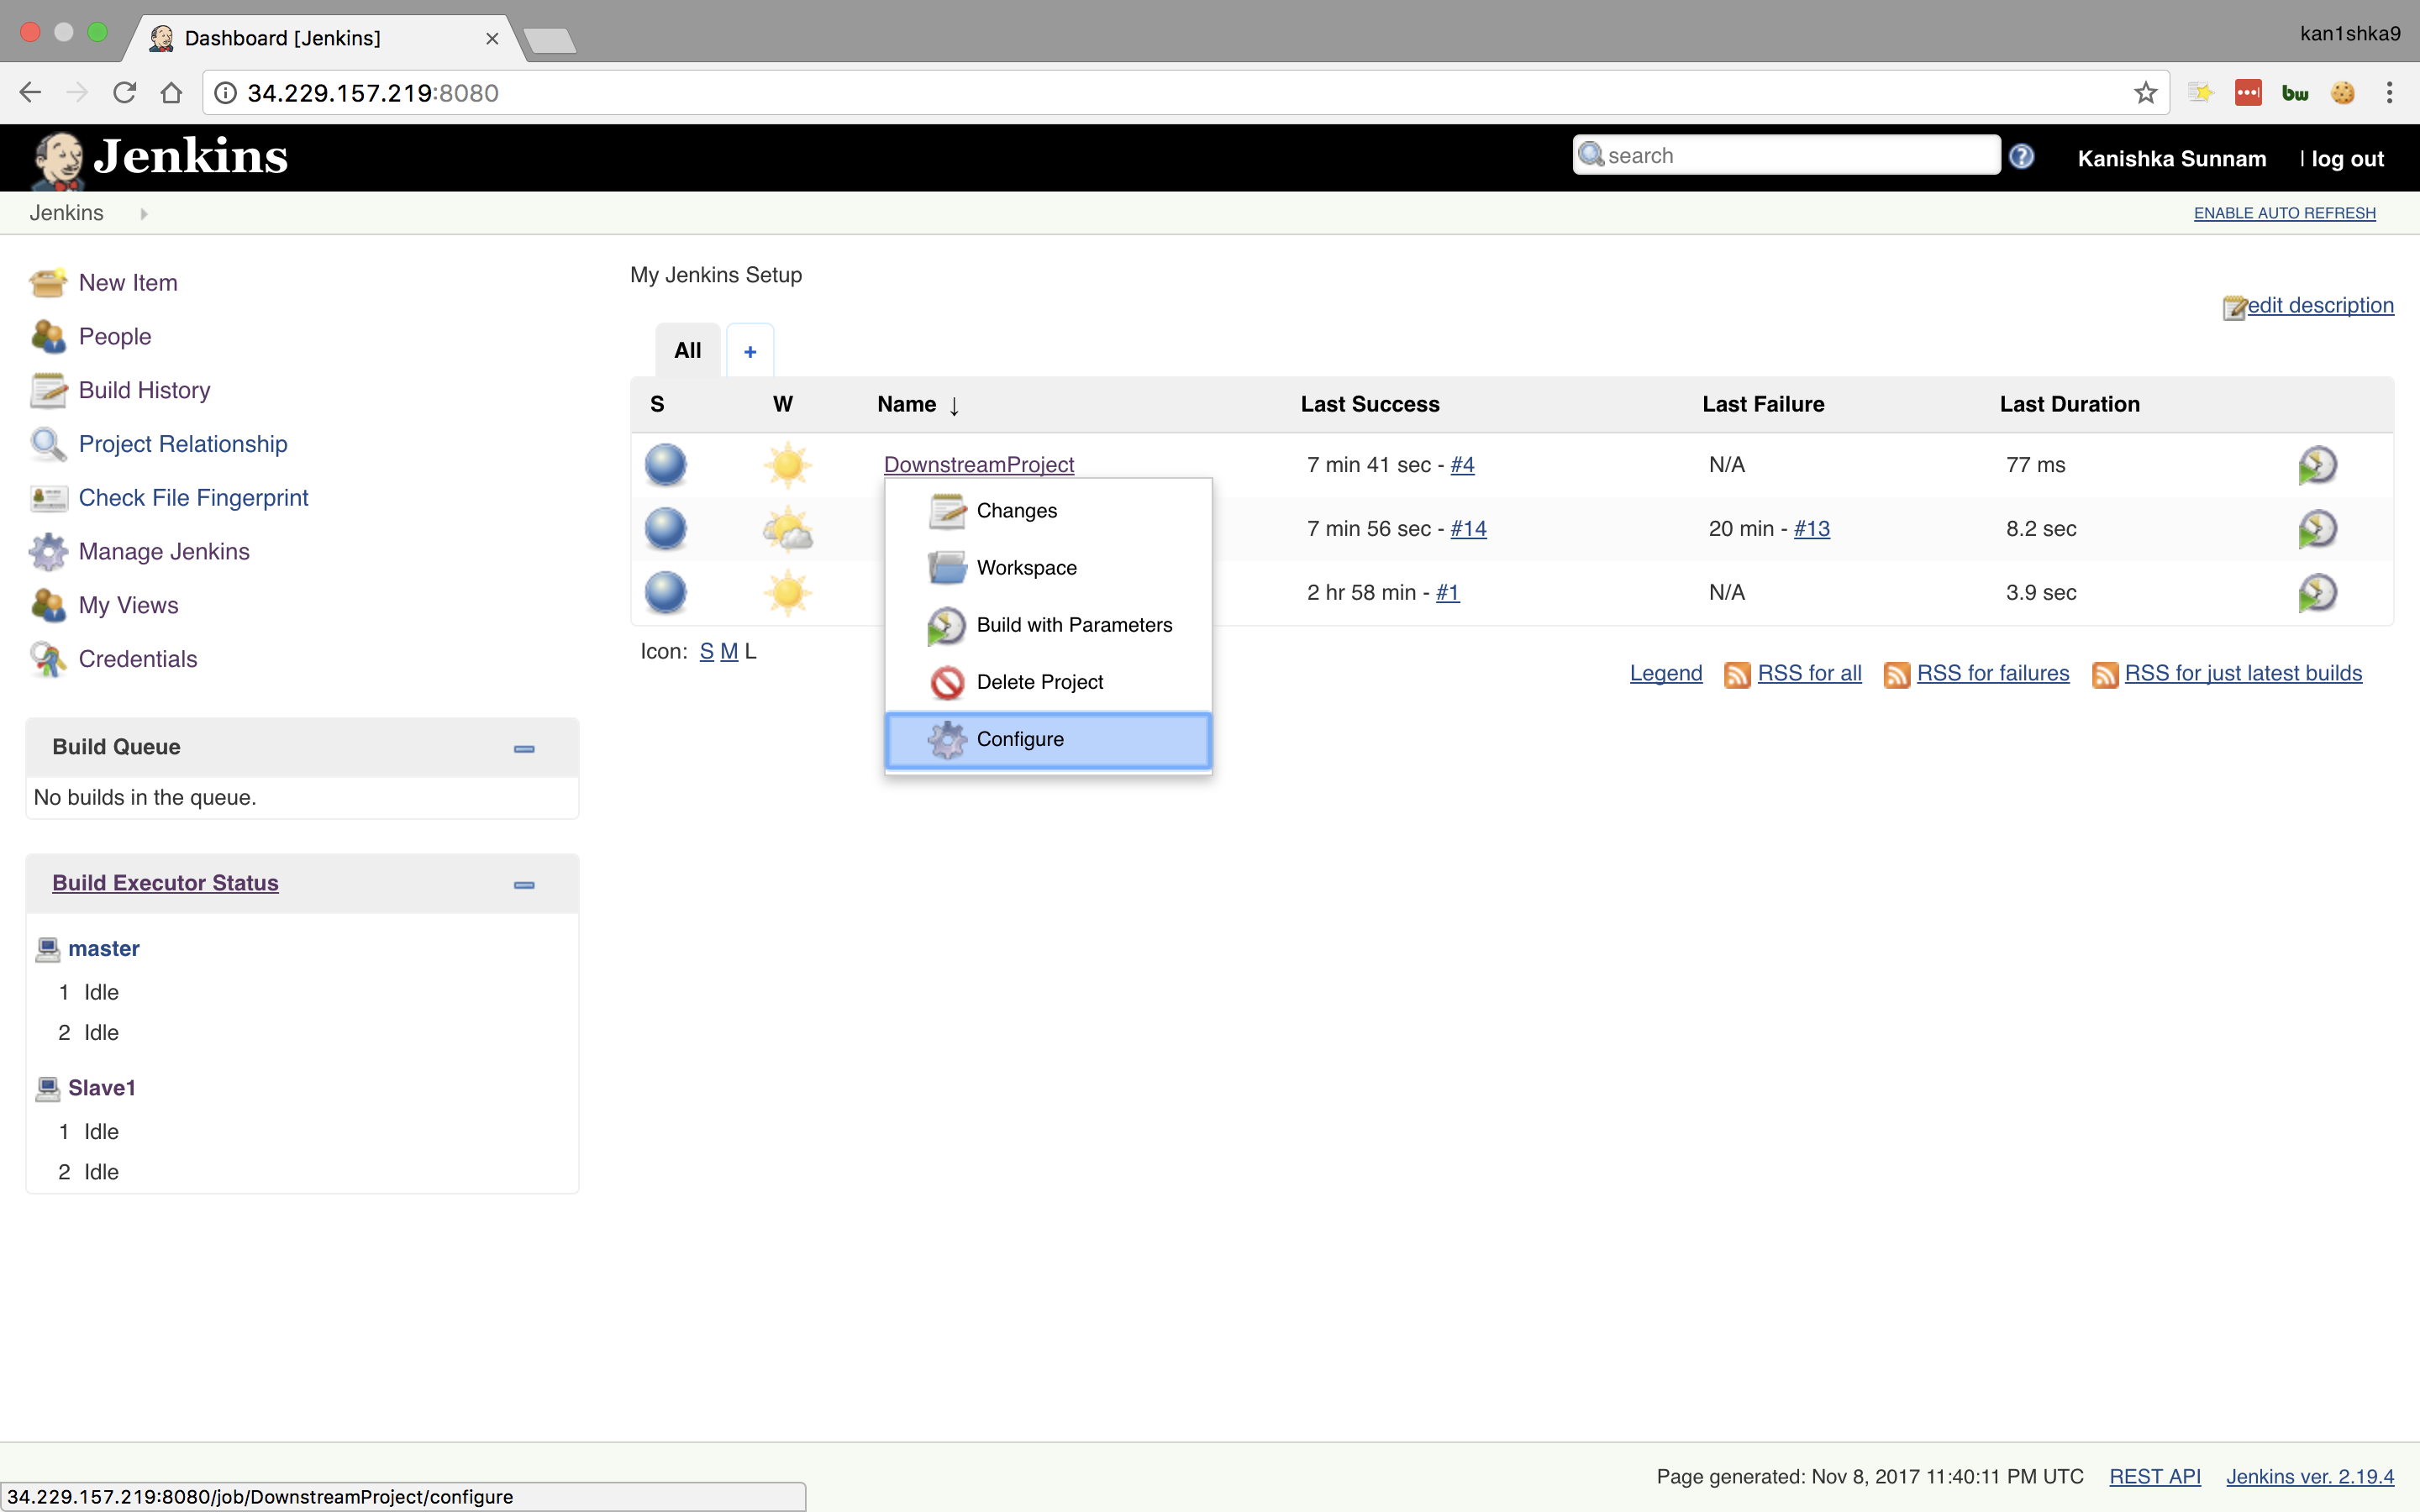 Dashboard [Jenkins]
kan1shka9
34.229.157.219:8080
bw
Jenkins
search
Kanishka Sunnam
| log out
Jenkins
ENABLE AUTO REFRESH
New Item
People
Build History
Project Relationship
Check File Fingerprint
Manage Jenkins
My Views
Credentials
Build Queue
No builds in the queue.
Build Executor Status
master
1 Idle
2 Idle
Slave1
1 Idle
2 Idle
My Jenkins Setup
edit description
All
+
S W Name ↓ Last Success Last Failure Last Duration
DownstreamProject 7 min 41 sec - #4 N/A 77 ms
7 min 56 sec - #14 20 min - #13 8.2 sec
2 hr 58 min - #1 N/A 3.9 sec
Changes
Workspace
Build with Parameters
Delete Project
Configure
Icon: S M L
Legend RSS for all RSS for failures RSS for just latest builds
Page generated: Nov 8, 2017 11:40:11 PM UTC REST API Jenkins ver. 2.19.4
34.229.157.219:8080/job/DownstreamProject/configure